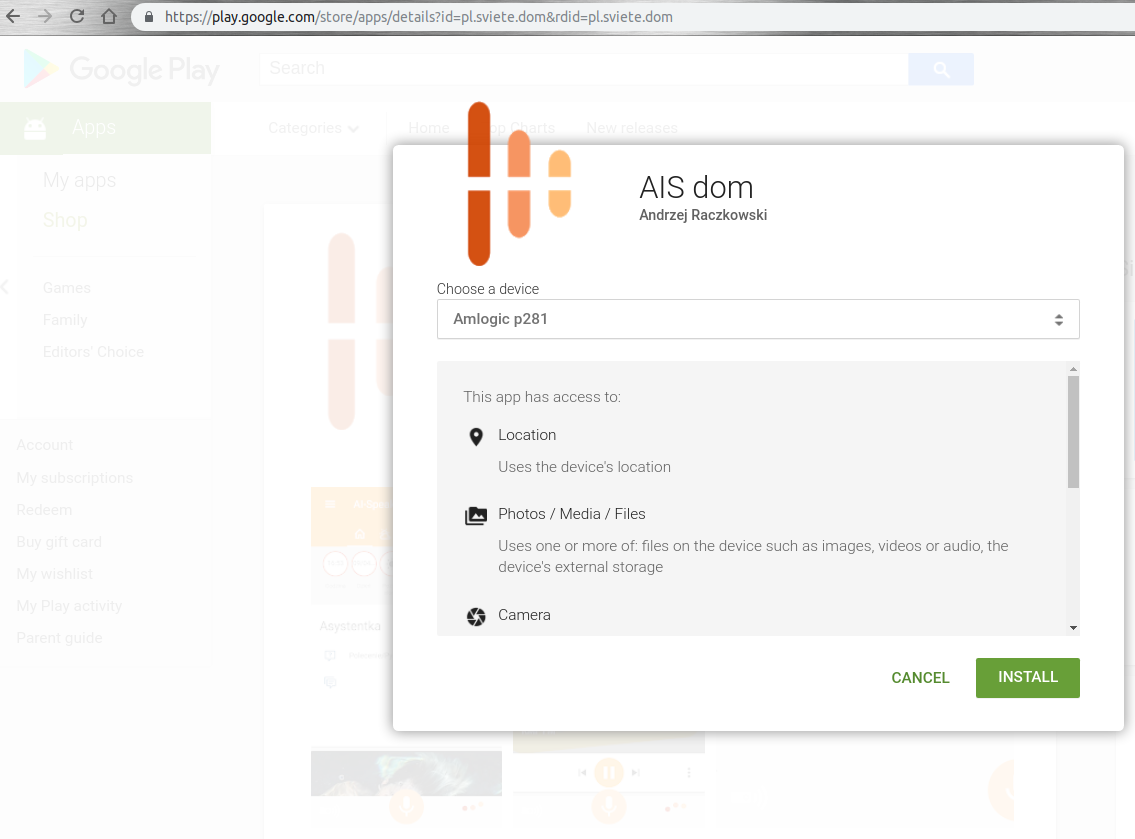 https://play.google.com/store/apps/details?id=pl.sviete.dom&rdid=pl.sviete.dom
Google Play
Search
Apps
Categories
Home
Top Charts
New releases
My apps
Shop
Games
Family
Editors' Choice
Account
My subscriptions
Redeem
Buy gift card
My wishlist
My Play activity
Parent guide
Asystentka
AIS dom
Andrzej Raczkowski
Choose a device
Amlogic p281
This app has access to:
Location
Uses the device's location
Photos / Media / Files
Uses one or more of: files on the device such as images, videos or audio, the
device's external storage
Camera
CANCEL
INSTALL